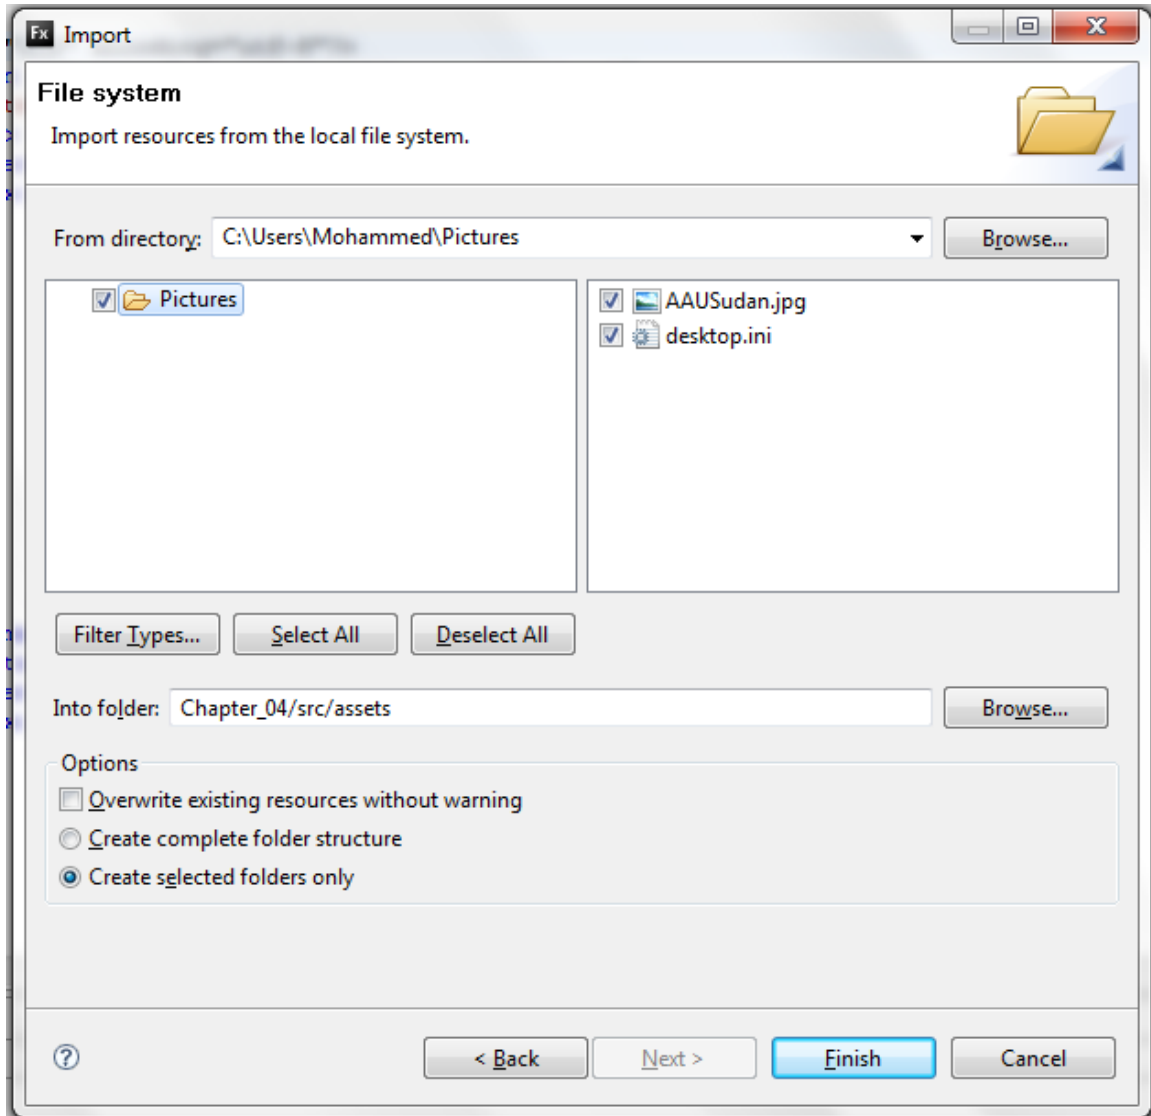 Fx Import
File system
Import resources from the local file system.
From directory: C:\Users\Mohammed\Pictures Browse...
Pictures
AAUSudan.jpg
desktop.ini
Filter Types... Select All Deselect All
Into folder: Chapter_04/src/assets Browse...
Options
Overwrite existing resources without warning
Create complete folder structure
Create selected folders only
? < Back Next > Finish Cancel